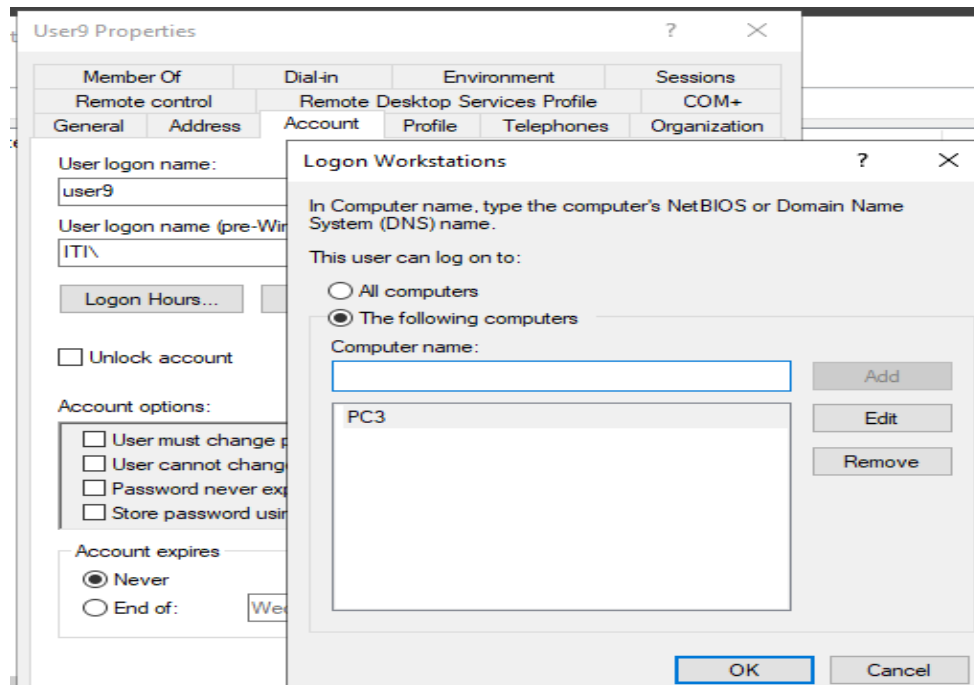 User9 Properties
?
Member Of
Dial-in
Environment
Sessions
Remote control
Remote Desktop Services Profile
COM+
General
Address
Account
Profile
Telephones
Organization
User logon name:
user9
User logon name (pre-Win
ITI\
Logon Hours...
Unlock account
Account options:
User must change p
User cannot chang
Password never exp
Store password usin
Account expires
Never
End of:
Wed
Logon Workstations
?
In Computer name, type the computer's NetBIOS or Domain Name
System (DNS) name.
This user can log on to:
All computers
The following computers
Computer name:
Add
PC3
Edit
Remove
OK
Cancel